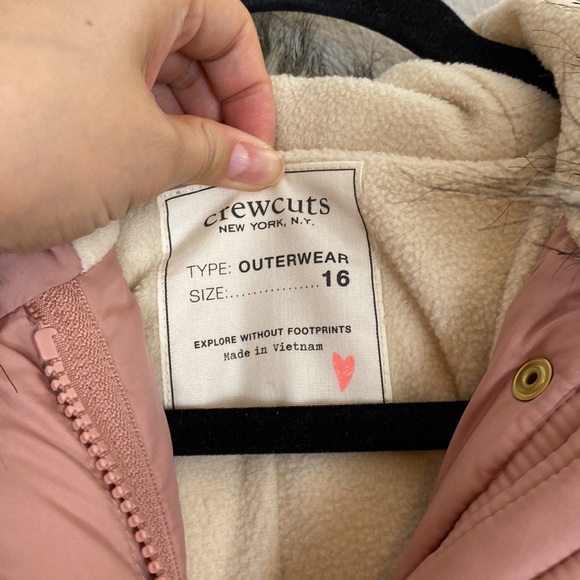 crewcuts
NEW YORK, N.Y.
TYPE: OUTERWEAR
SIZE:.................. 16
EXPLORE WITHOUT FOOTPRINTS
Made in Vietnam